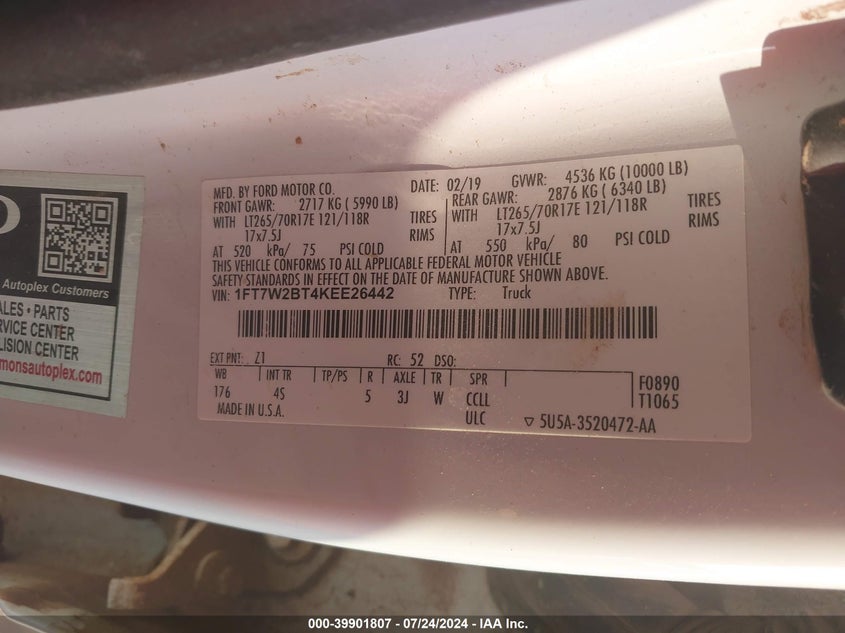 MFD. BY FORD MOTOR CO. DATE: 02/19 GVWR: 4536 KG (10000 LB)
FRONT GAWR: 2717 KG ( 5990 LB) REAR GAWR: 2876 KG ( 6340 LB)
WITH LT265/70R17E 121/118R TIRES WITH LT265/70R17E 121/118R TIRES
17x7.5J RIMS 17x7.5J RIMS
AT 520 kPa/ 75 PSI COLD AT 550 kPa/ 80 PSI COLD
THIS VEHICLE CONFORMS TO ALL APPLICABLE FEDERAL MOTOR VEHICLE
SAFETY STANDARDS IN EFFECT ON THE DATE OF MANUFACTURE SHOWN ABOVE.
VIN: 1FT7W2BT4KEE26442 TYPE: Truck
EXT PNT: Z1 RC: 52 DSO:
WB INT TR TP/PS R AXLE TR SPR F0890
176 4S 5 3J W CCLL T1065
MADE IN U.S.A. ULC ▽ 5U5A-3520472-AA
Autoplex Customers
PARTS
CENTER
CENTER
000-39901807 / 07/24/2024 / IAA Inc.